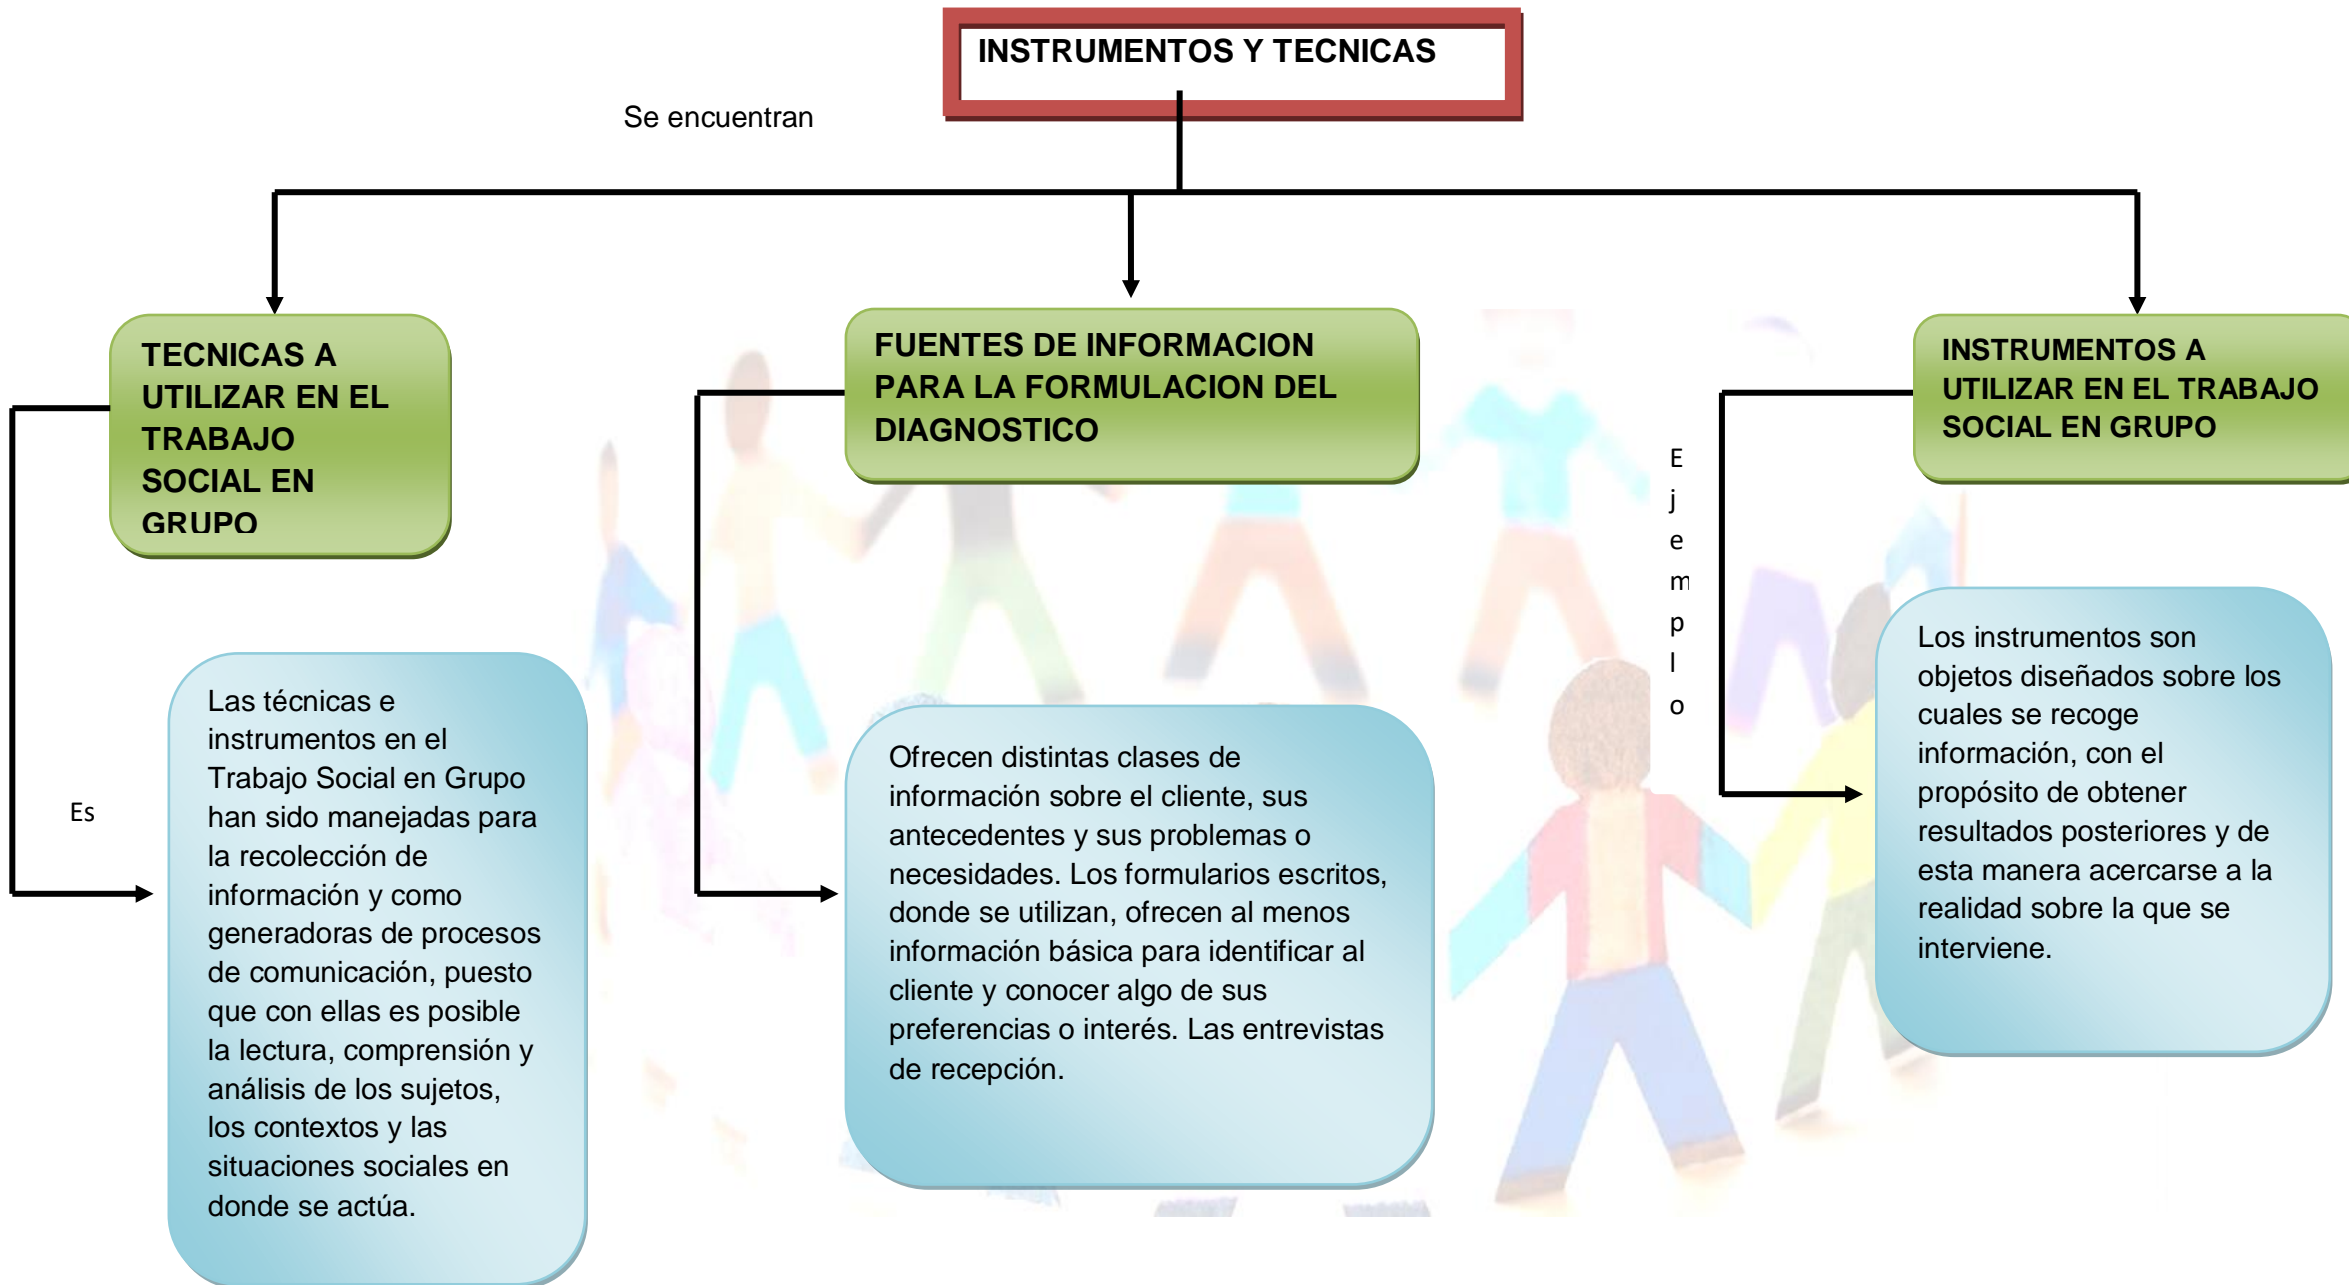 INSTRUMENTOS Y TECNICAS
Se encuentran
TECNICAS A
UTILIZAR EN EL
TRABAJO
SOCIAL EN
GRUPO
FUENTES DE INFORMACION
PARA LA FORMULACION DEL
DIAGNOSTICO
INSTRUMENTOS A
UTILIZAR EN EL TRABAJO
SOCIAL EN GRUPO
Es
Las técnicas e
instrumentos en el
Trabajo Social en Grupo
han sido manejadas para
la recolección de
información y como
generadoras de procesos
de comunicación, puesto
que con ellas es posible
la lectura, comprensión y
análisis de los sujetos,
los contextos y las
situaciones sociales en
donde se actúa.
Ofrecen distintas clases de
información sobre el cliente, sus
antecedentes y sus problemas o
necesidades. Los formularios escritos,
donde se utilizan, ofrecen al menos
información básica para identificar al
cliente y conocer algo de sus
preferencias o interés. Las entrevistas
de recepción.
E
j
e
m
p
l
o
Los instrumentos son
objetos diseñados sobre los
cuales se recoge
información, con el
propósito de obtener
resultados posteriores y de
esta manera acercarse a la
realidad sobre la que se
interviene.